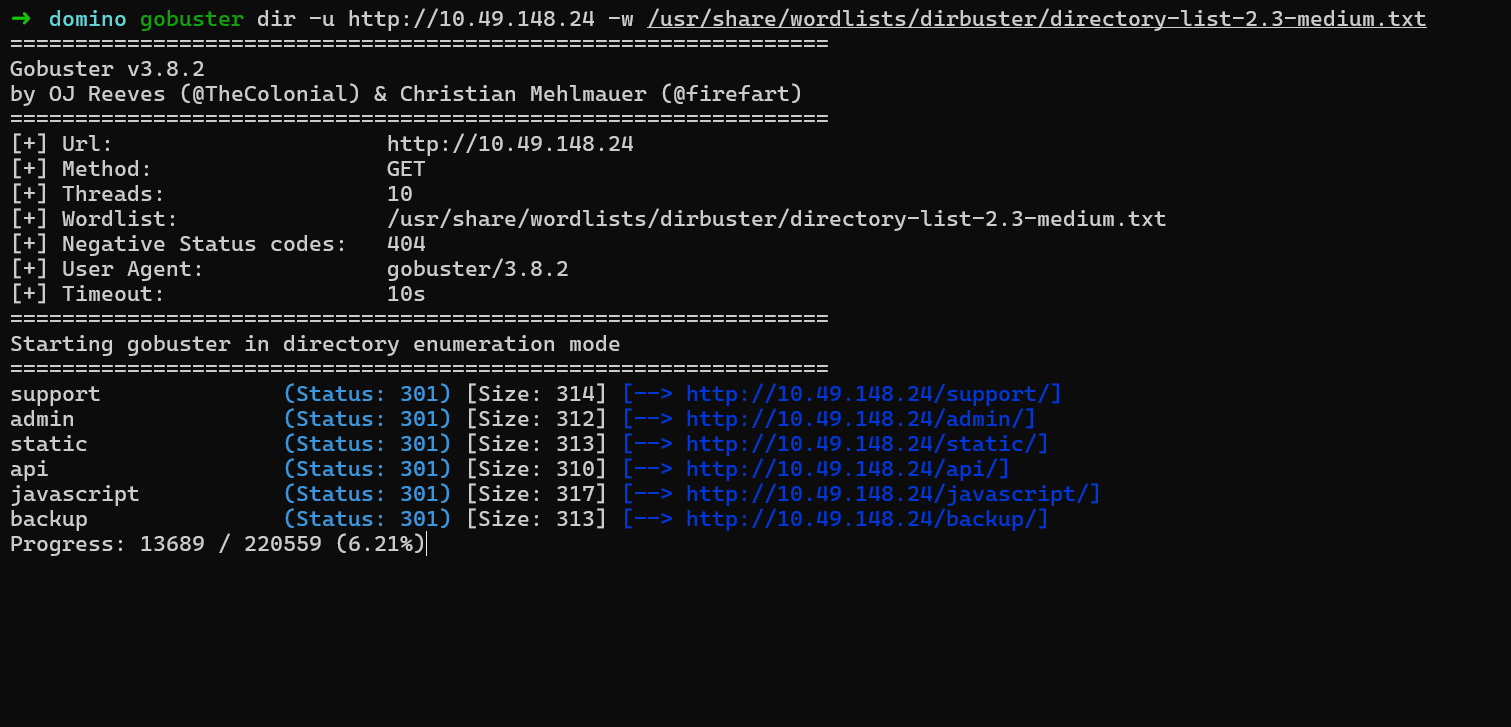 → domino gobuster dir -u http://10.49.148.24 -w /usr/share/wordlists/dirbuster/directory-list-2.3-medium.txt
===============================================================
Gobuster v3.8.2
by OJ Reeves (@TheColonial) & Christian Mehlmauer (@firefart)
===============================================================
[+] Url:                     http://10.49.148.24
[+] Method:                  GET
[+] Threads:                 10
[+] Wordlist:                /usr/share/wordlists/dirbuster/directory-list-2.3-medium.txt
[+] Negative Status codes:   404
[+] User Agent:              gobuster/3.8.2
[+] Timeout:                 10s
===============================================================
Starting gobuster in directory enumeration mode
===============================================================
support              (Status: 301) [Size: 314] [--> http://10.49.148.24/support/]
admin                (Status: 301) [Size: 312] [--> http://10.49.148.24/admin/]
static               (Status: 301) [Size: 313] [--> http://10.49.148.24/static/]
api                  (Status: 301) [Size: 310] [--> http://10.49.148.24/api/]
javascript           (Status: 301) [Size: 317] [--> http://10.49.148.24/javascript/]
backup               (Status: 301) [Size: 313] [--> http://10.49.148.24/backup/]
Progress: 13689 / 220559 (6.21%)